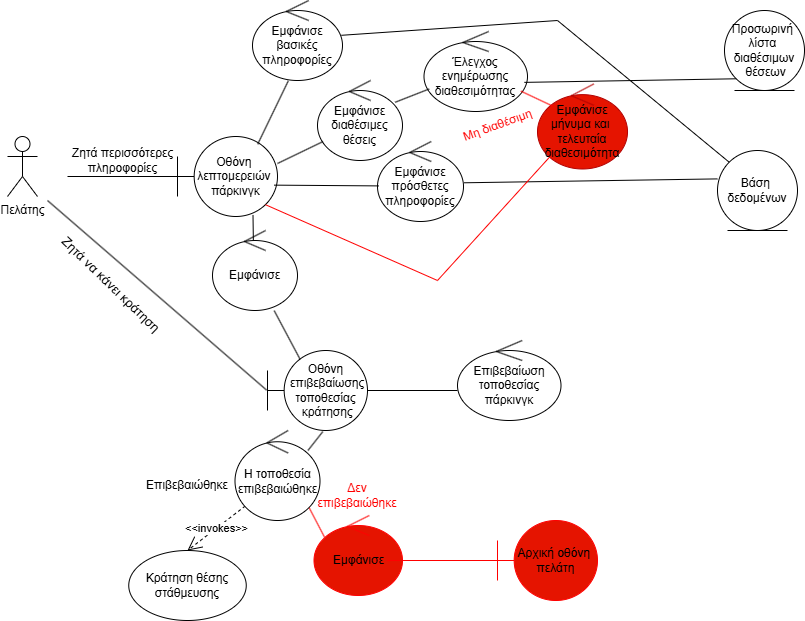 Εμφάνισε
βασικές
πληροφορίες
Προσωρινή
λίστα
διαθέσιμων
θέσεων
Έλεγχος
ενημέρωσης
διαθεσιμότητας
Εμφάνισε
διαθέσιμες
θέσεις
Μη διαθέσιμη
Εμφάνισε
μήνυμα και
τελευταία
διαθεσιμότητα
Ζητά περισσότερες
πληροφορίες
Οθόνη
λεπτομερειών
πάρκινγκ
Εμφάνισε
πρόσθετες
πληροφορίες
Βάση
δεδομένων
Πελάτης
Ζητά να κάνει κράτηση
Εμφάνισε
Οθόνη
επιβεβαίωσης
τοποθεσίας
κράτησης
Επιβεβαίωση
τοποθεσίας
πάρκινγκ
Επιβεβαιώθηκε
Η τοποθεσία
επιβεβαιώθηκε
Δεν
επιβεβαιώθηκε
<<invokes>>
Κράτηση θέσης
στάθμευσης
Εμφάνισε
Αρχική οθόνη
πελάτη